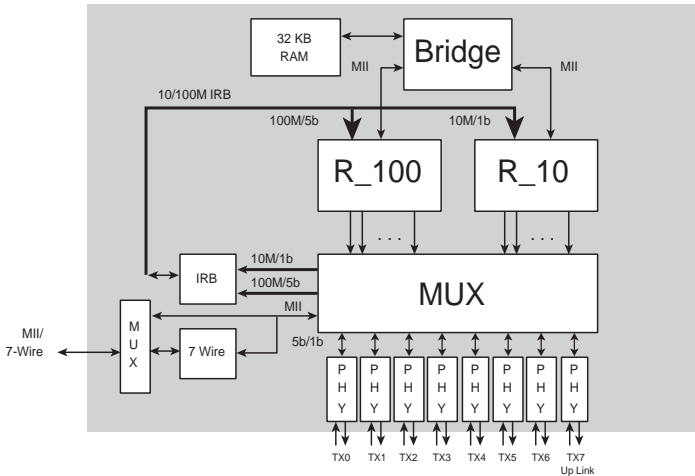 32 KB
RAM
Bridge
MII
MII
10/100M IRB
100M/5b
10M/1b
R_100
R_10
. . .
. . .
10M/1b
IRB
100M/5b
MUX
MII
MII/
7-Wire
M
U
X
7 Wire
5b/1b
P
H
Y
P
H
Y
P
H
Y
P
H
Y
P
H
Y
P
H
Y
P
H
Y
P
H
Y
TX0
TX1
TX2
TX3
TX4
TX5
TX6
TX7
Up Link